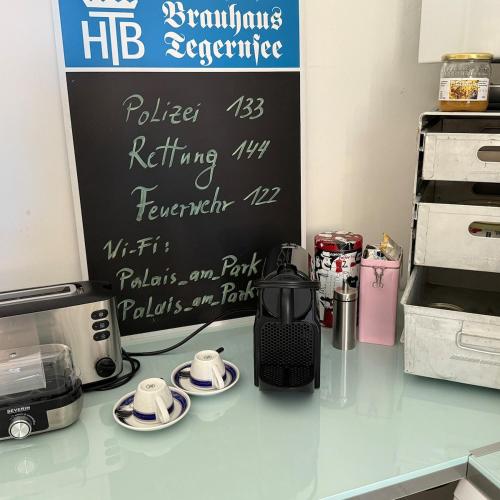 HTB
Brauhaus
Tegernsee
Polizei 133
Rettung 144
Feuerwehr 122
Wi-Fi:
Palais_am_Park
Palais_am_Park
SEVERIN